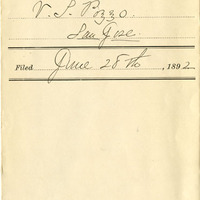 V. S. Pozzo.
San Jose.
Filed June 28th, 1892